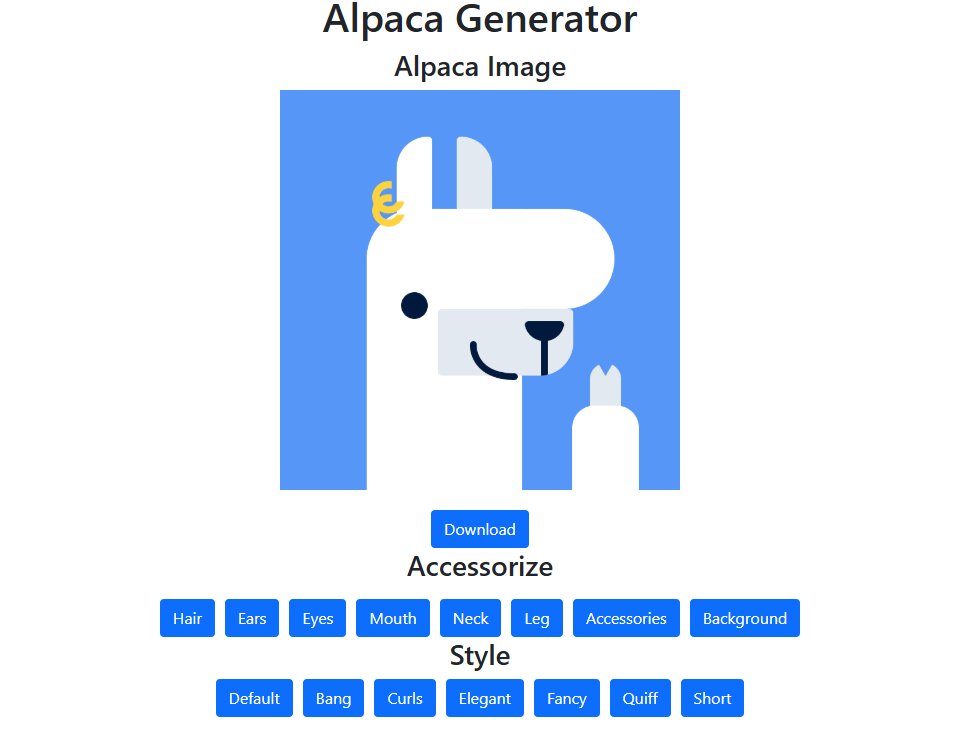 Alpaca Generator
Alpaca Image
Download
Accessorize
Hair Ears Eyes Mouth Neck Leg Accessories Background
Style
Default Bang Curls Elegant Fancy Quiff Short